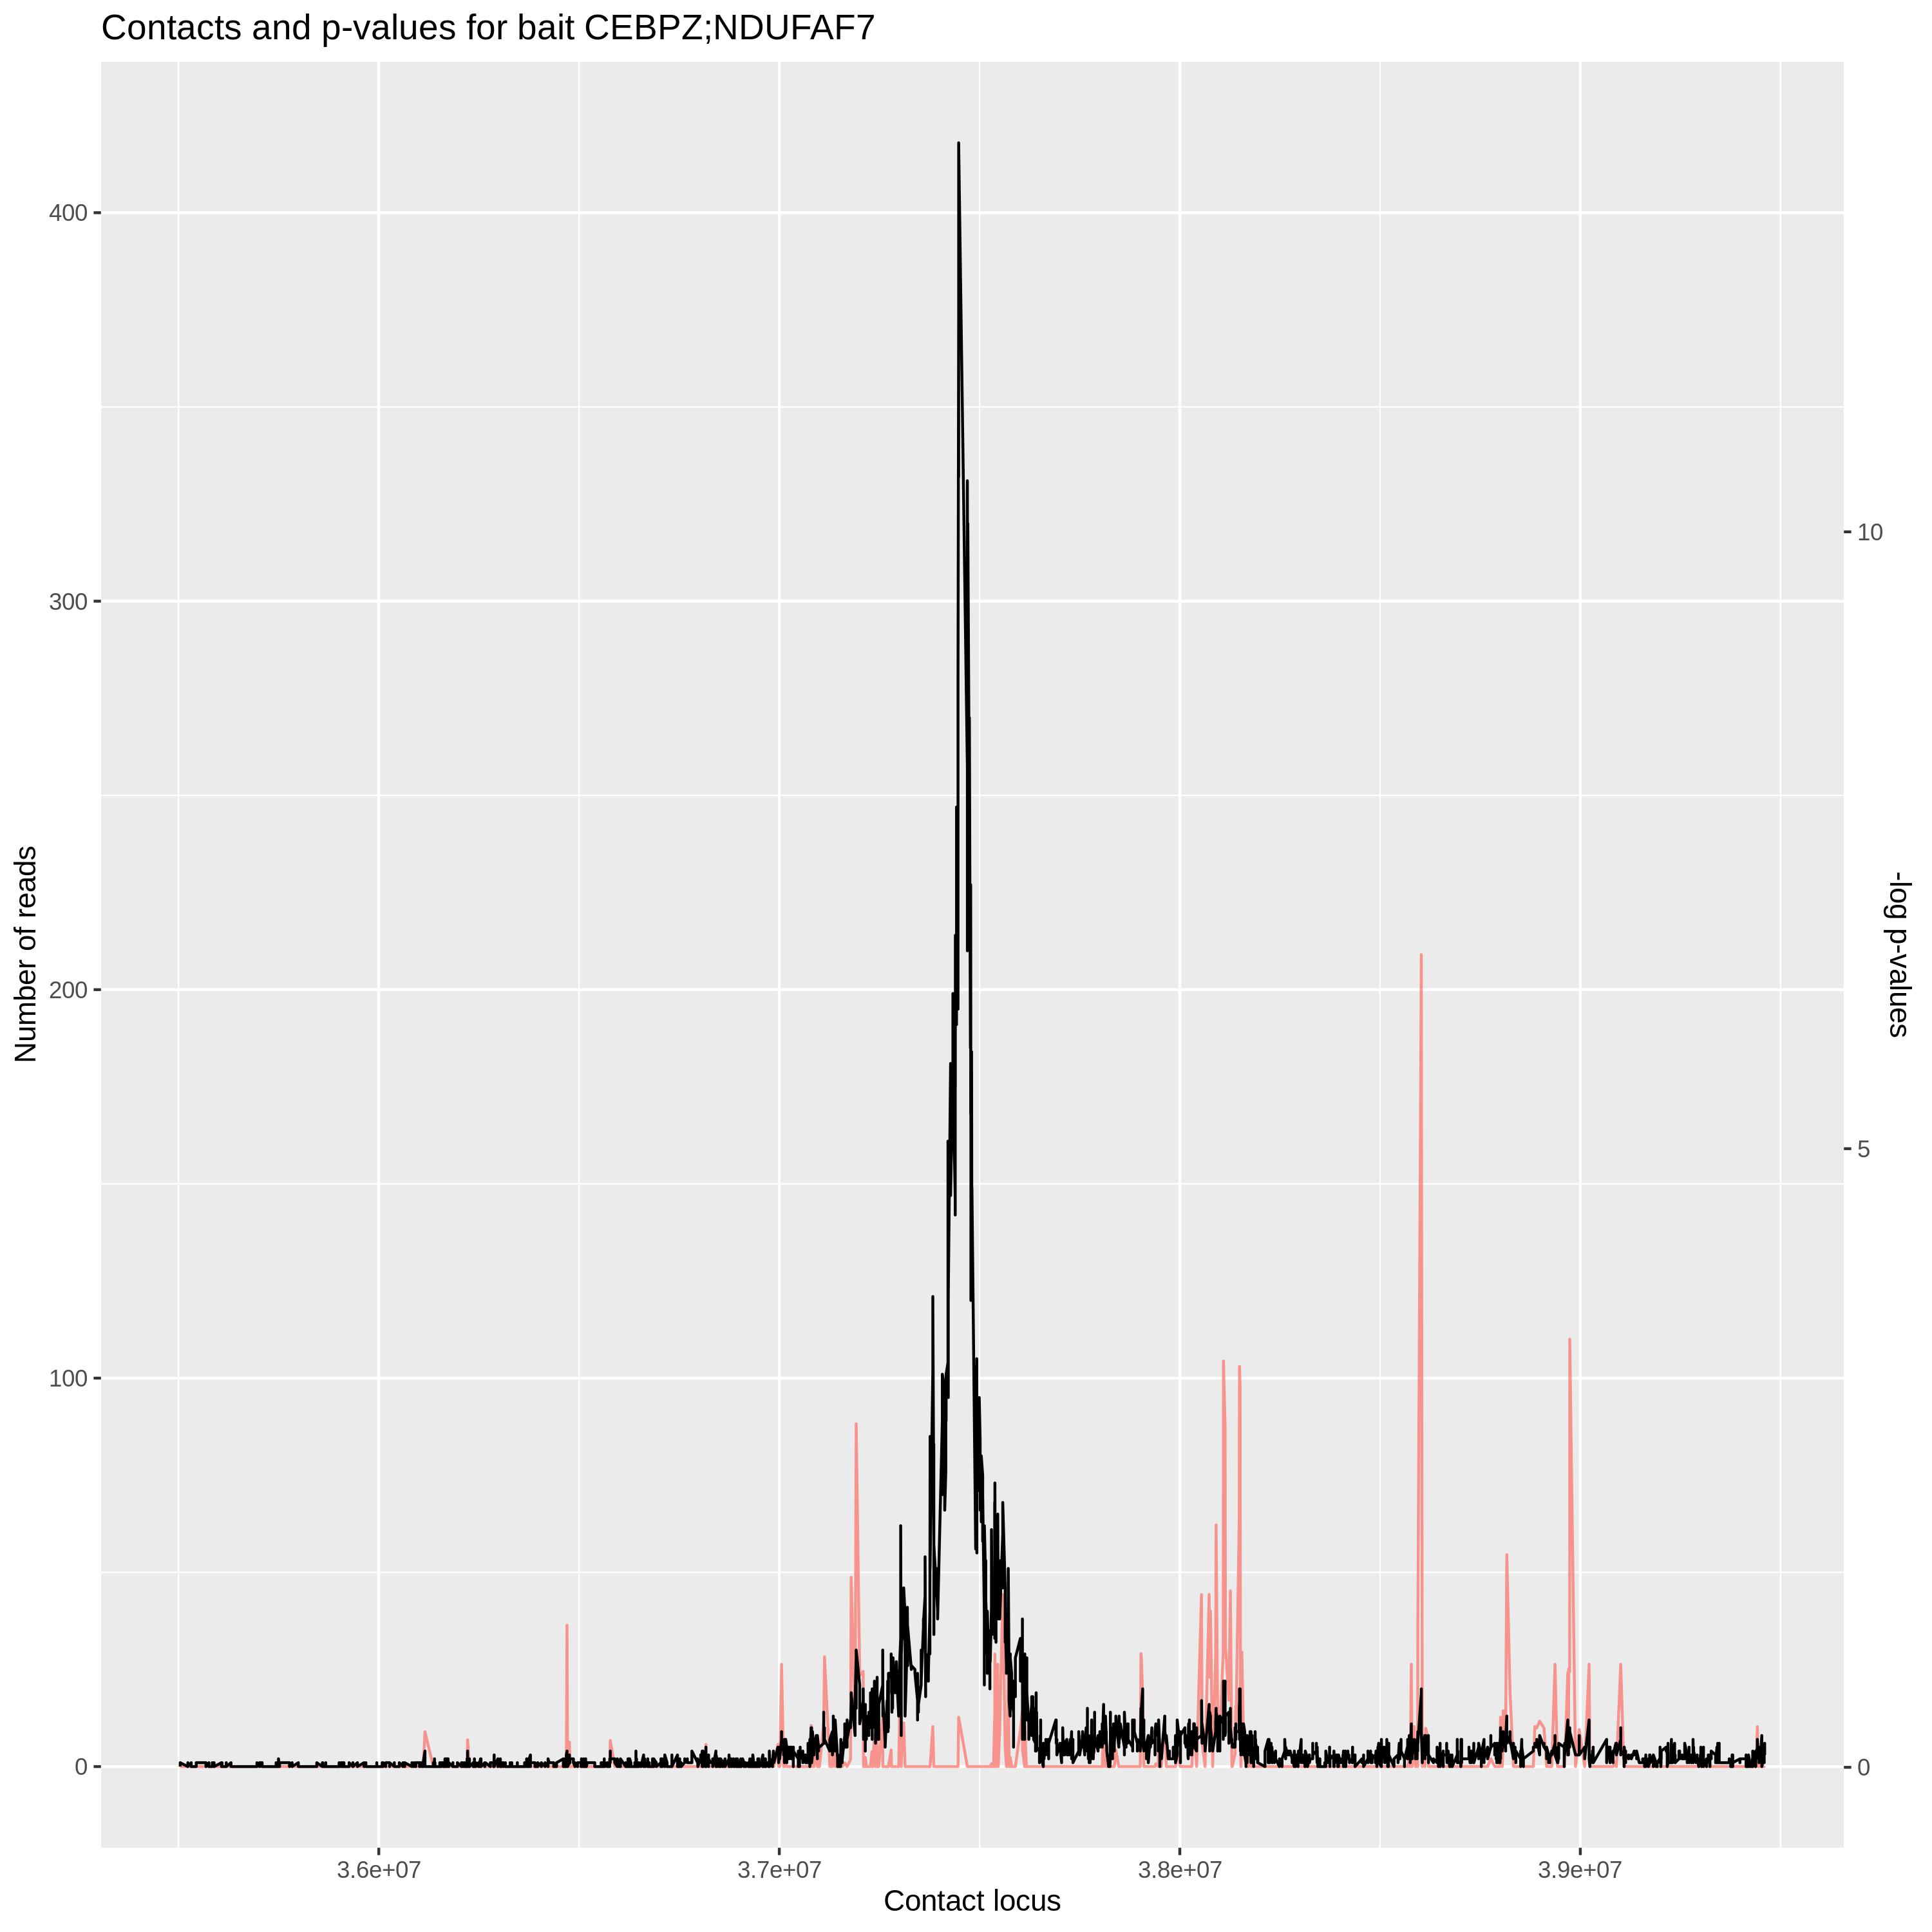 Contacts and p-values for bait CEBPZ;NDUFAF7
400
300
200
100
0
Number of reads
10
5
0
-log p-values
3.6e+07
3.7e+07
3.8e+07
3.9e+07
Contact locus